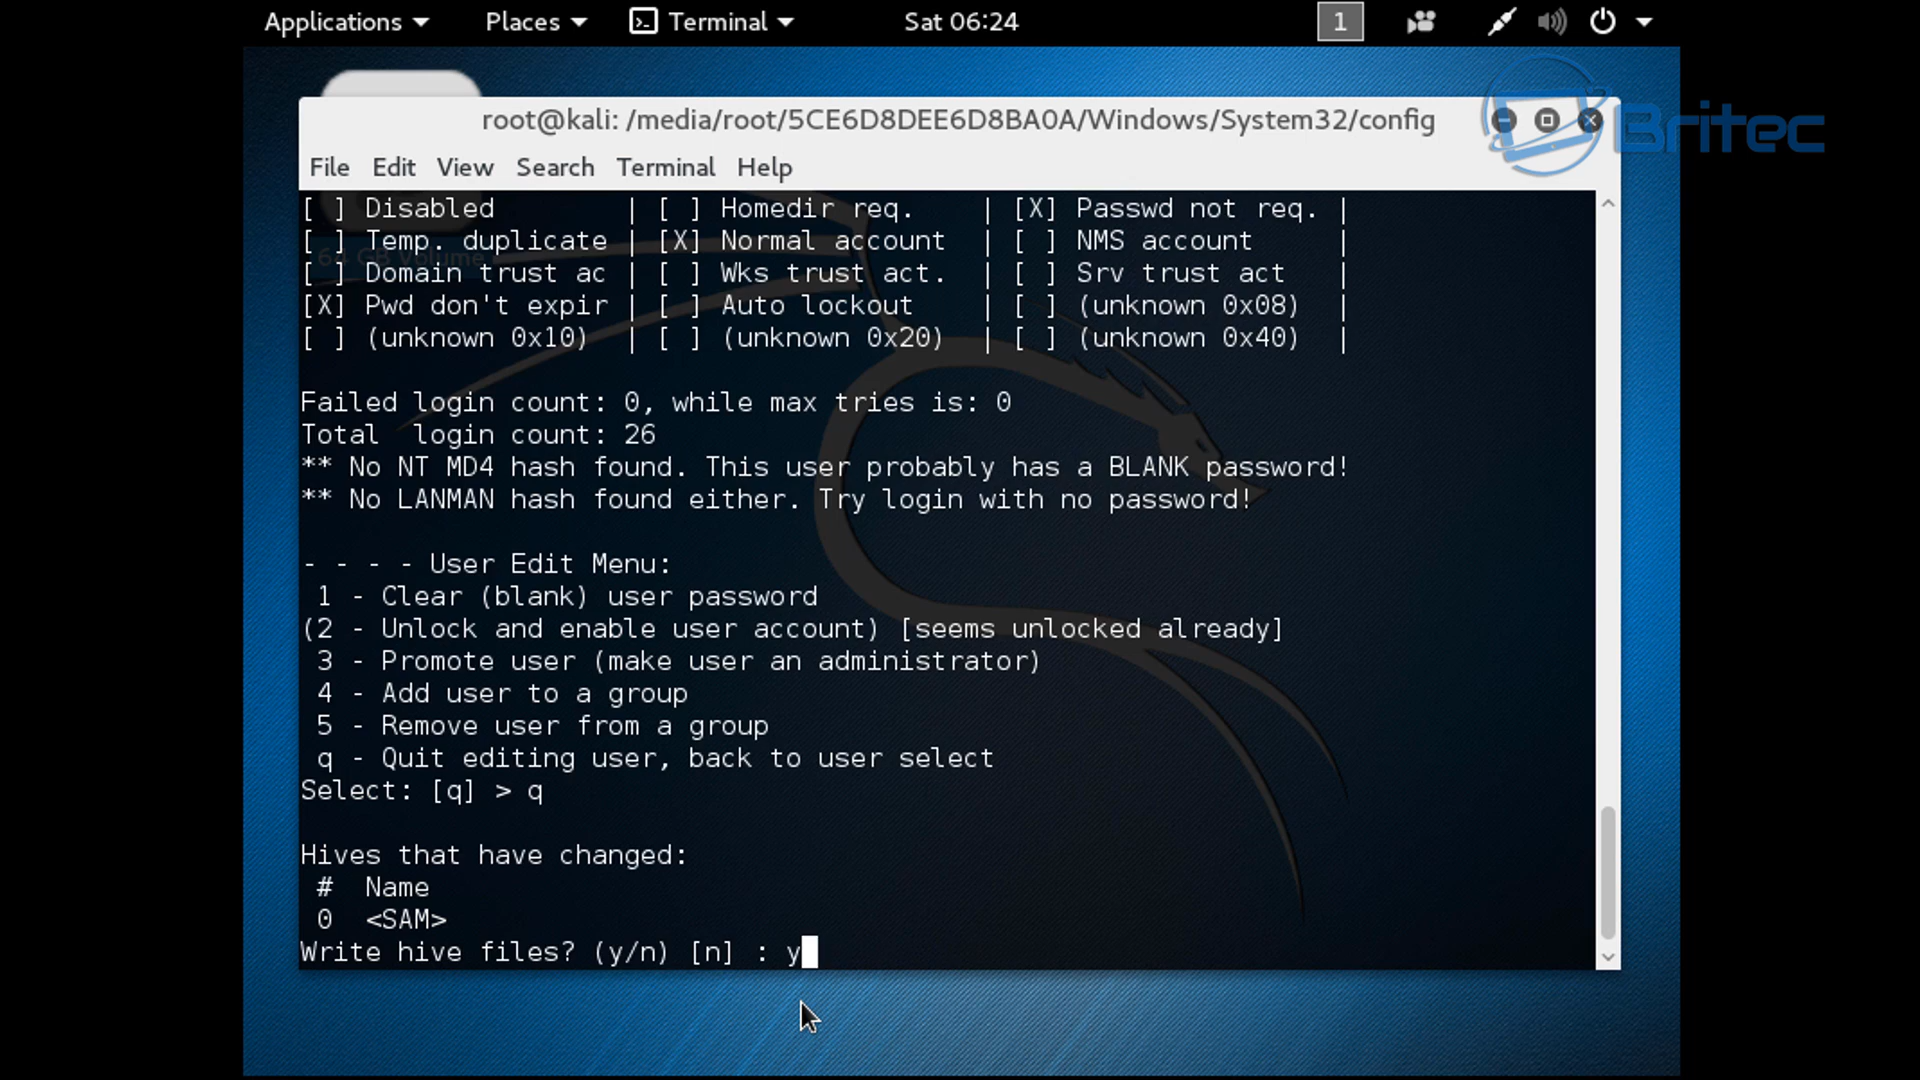 Applications Places Terminal Sat 06:24 1
root@kali: /media/root/5CE6D8DEE6D8BA0A/Windows/System32/config
Britec
File Edit View Search Terminal Help
[ ] Disabled | [ ] Homedir req. | [X] Passwd not req. |
[ ] Temp. duplicate | [X] Normal account | [ ] NMS account |
64 GB Volume
[ ] Domain trust ac | [ ] Wks trust act. | [ ] Srv trust act |
[X] Pwd don't expir | [ ] Auto lockout | [ ] (unknown 0x08) |
[ ] (unknown 0x10) | [ ] (unknown 0x20) | [ ] (unknown 0x40) |
Failed login count: 0, while max tries is: 0
Total  login count: 26
** No NT MD4 hash found. This user probably has a BLANK password!
** No LANMAN hash found either. Try login with no password!
- - - - User Edit Menu:
1 - Clear (blank) user password
(2 - Unlock and enable user account) [seems unlocked already]
3 - Promote user (make user an administrator)
4 - Add user to a group
5 - Remove user from a group
q - Quit editing user, back to user select
Select: [q] > q
Hives that have changed:
#  Name
0  <SAM>
Write hive files? (y/n) [n] : y